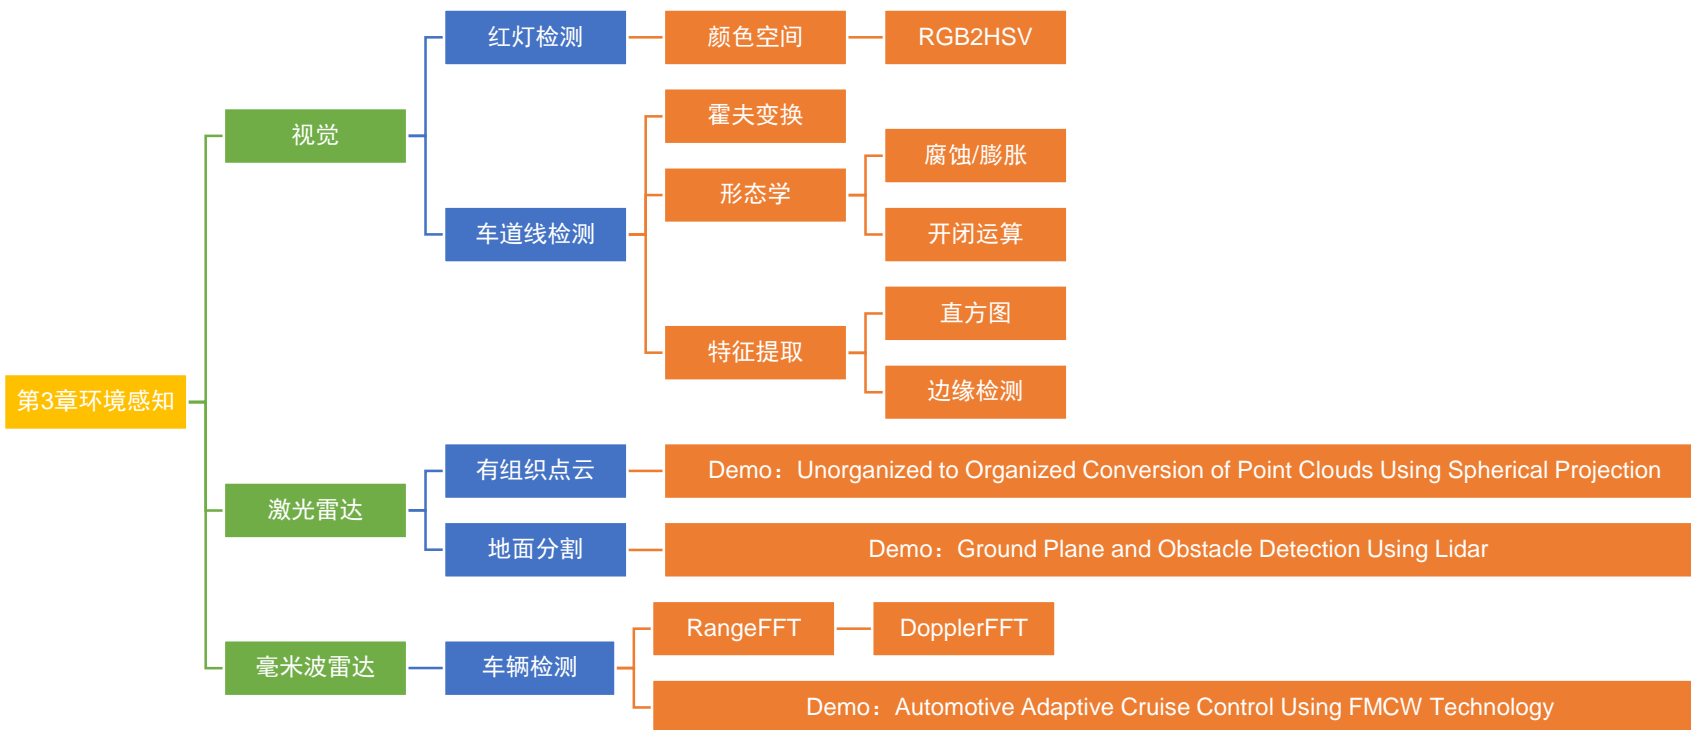 第3章环境感知
视觉
红灯检测
颜色空间
RGB2HSV
车道线检测
霍夫变换
形态学
腐蚀/膨胀
开闭运算
特征提取
直方图
边缘检测
激光雷达
有组织点云
Demo：Unorganized to Organized Conversion of Point Clouds Using Spherical Projection
地面分割
Demo：Ground Plane and Obstacle Detection Using Lidar
毫米波雷达
车辆检测
RangeFFT
DopplerFFT
Demo：Automotive Adaptive Cruise Control Using FMCW Technology